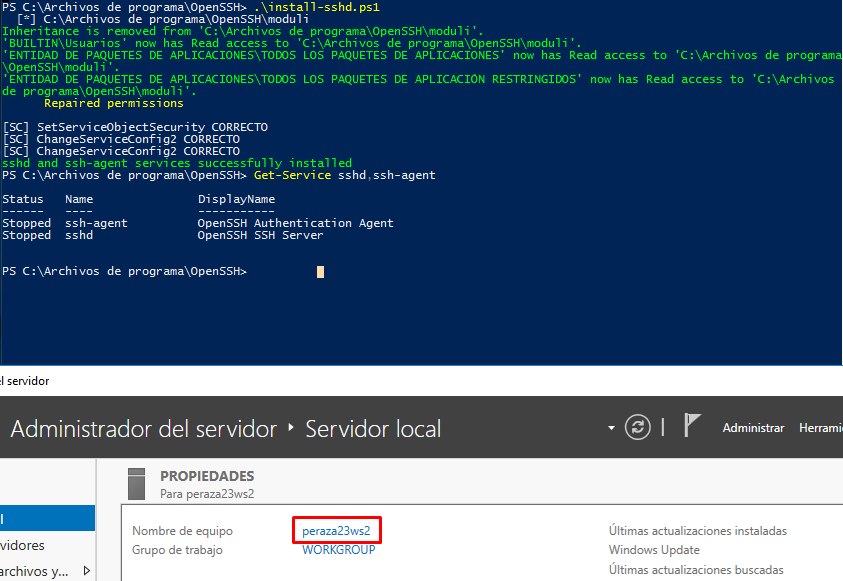 PS C:\Archivos de programa\OpenSSH> .\install-sshd.ps1
[*] C:\Archivos de programa\OpenSSH\moduli
Inheritance is removed from 'C:\Archivos de programa\OpenSSH\moduli'.
'BUILTIN\Usuarios' now has Read access to 'C:\Archivos de programa\OpenSSH\moduli'.
'ENTIDAD DE PAQUETES DE APLICACIONES\TODOS LOS PAQUETES DE APLICACIONES' now has Read access to 'C:\Archivos de programa
\OpenSSH\moduli'.
'ENTIDAD DE PAQUETES DE APLICACIONES\TODOS LOS PAQUETES DE APLICACIÓN RESTRINGIDOS' now has Read access to 'C:\Archivos
de programa\OpenSSH\moduli'.
Repaired permissions
[SC] SetServiceObjectSecurity CORRECTO
[SC] ChangeServiceConfig2 CORRECTO
[SC] ChangeServiceConfig2 CORRECTO
sshd and ssh-agent services successfully installed
PS C:\Archivos de programa\OpenSSH> Get-Service sshd,ssh-agent
Status Name DisplayName
------ ---- -----------
Stopped ssh-agent OpenSSH Authentication Agent
Stopped sshd OpenSSH SSH Server
PS C:\Archivos de programa\OpenSSH>
el servidor
Administrador del servidor ‣ Servidor local
Administrar Herrami
PROPIEDADES
Para peraza23ws2
Nombre de equipo peraza23ws2 Últimas actualizaciones instaladas
Grupo de trabajo WORKGROUP Windows Update
Últimas actualizaciones buscadas
l
vidores
archivos y...